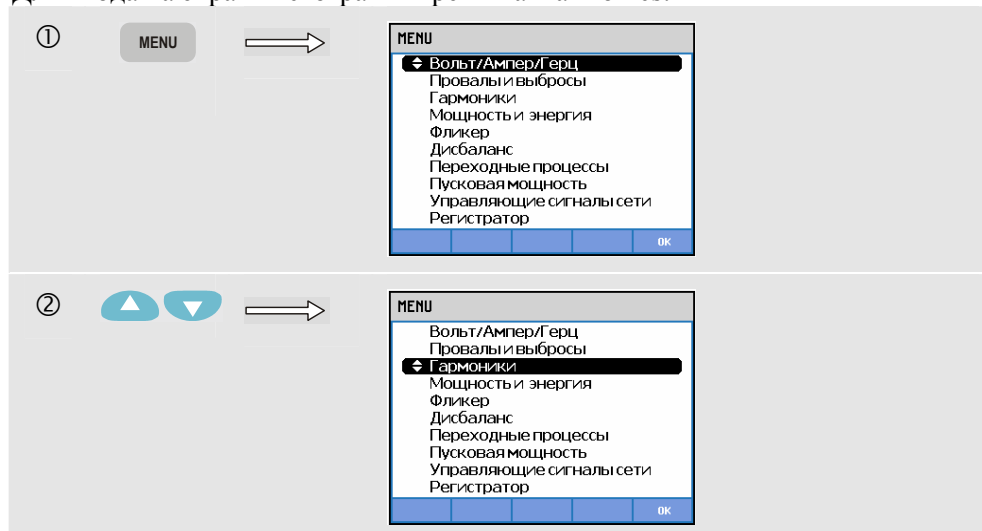 ①
MENU
MENU
Вольт/Ампер/Герц
Провалы и выбросы
Гармоники
Мощность и энергия
Фликер
Дисбаланс
Переходные процессы
Пусковая мощность
Управляющие сигналы сети
Регистратор
OK
②
MENU
Вольт/Ампер/Герц
Провалы и выбросы
Гармоники
Мощность и энергия
Фликер
Дисбаланс
Переходные процессы
Пусковая мощность
Управляющие сигналы сети
Регистратор
OK